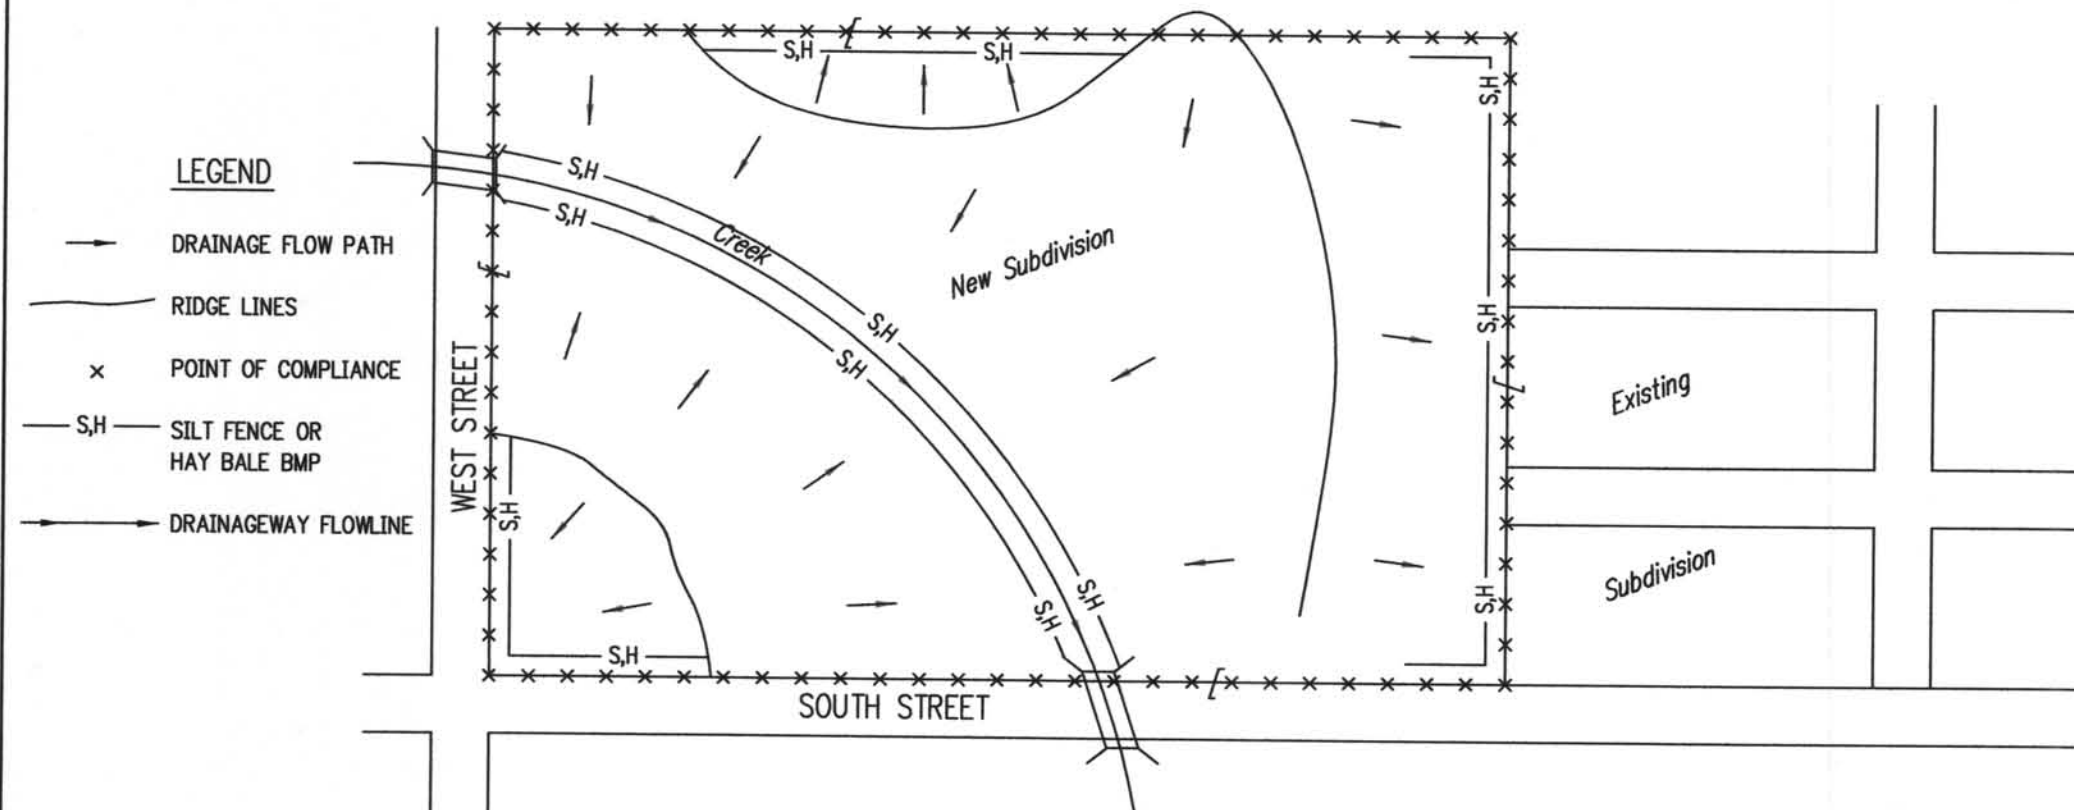 LEGEND
DRAINAGE FLOW PATH
RIDGE LINES
POINT OF COMPLIANCE
S,H
SILT FENCE OR
HAY BALE BMP
DRAINAGEWAY FLOWLINE
S,H
S,H
S,H
S,H
S,H
Creek
New Subdivision
S,H
S,H
S,H
WEST STREET
Existing
S,H
Subdivision
S,H
S,H
S,H
S,H
SOUTH STREET